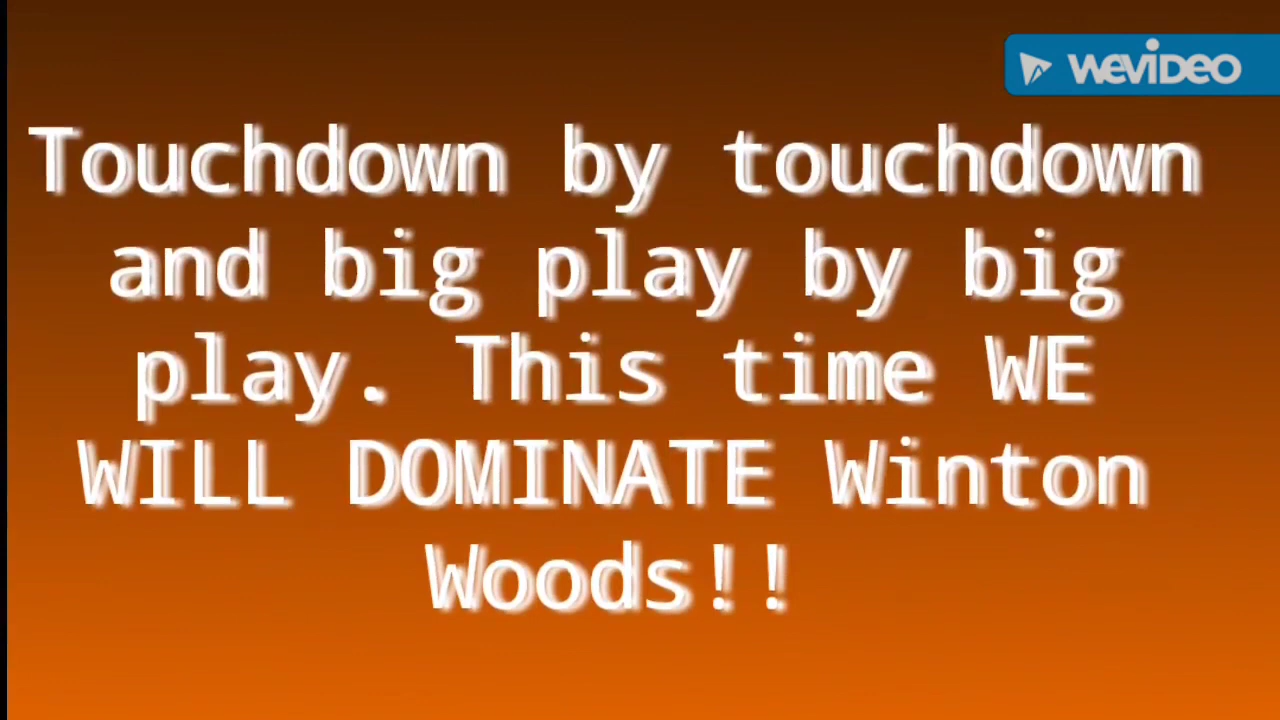 WEVIDEO
Touchdown by touchdown
and big play by big
play. This time WE
WILL DOMINATE Winton
Woods!!